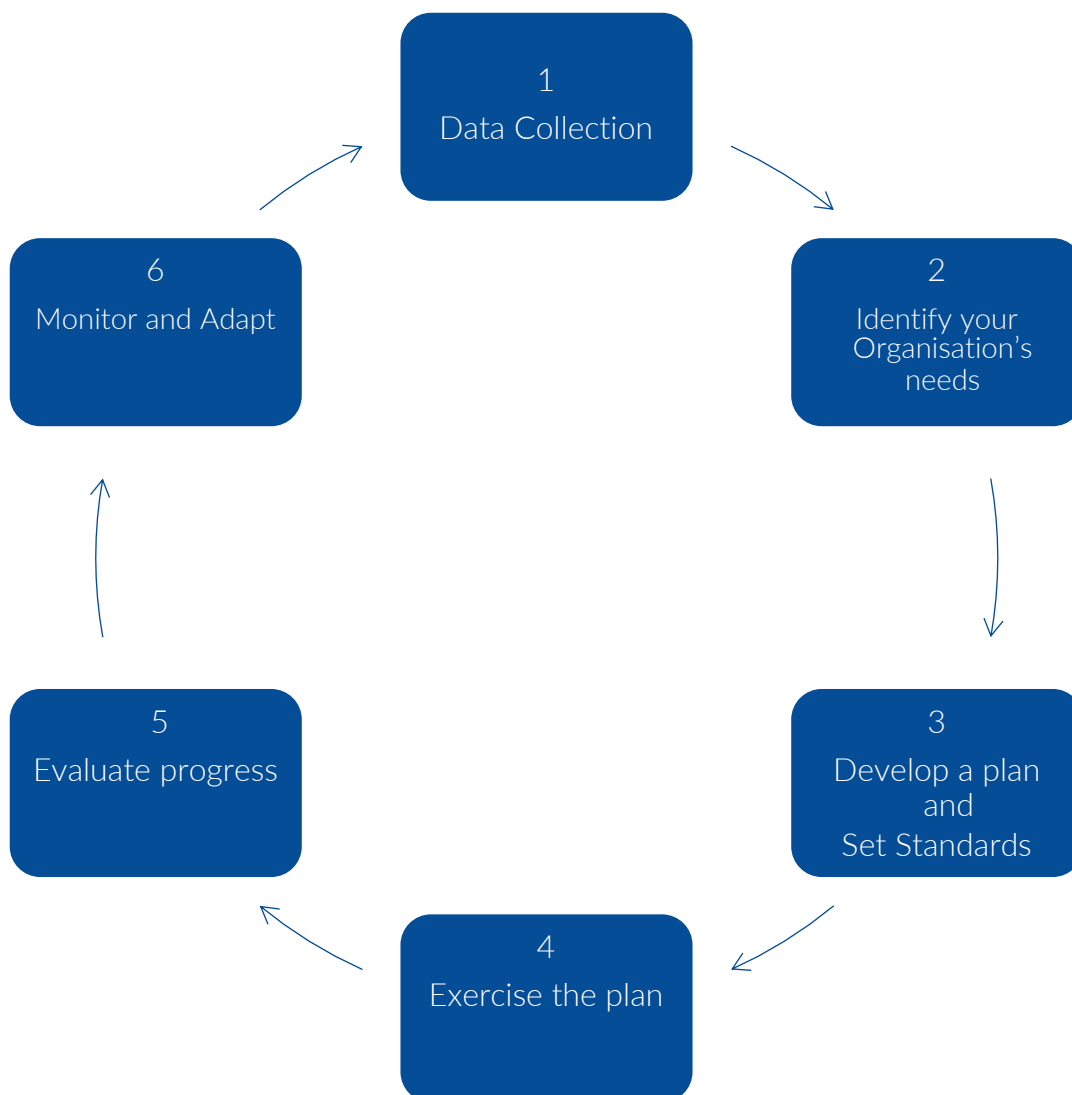 1
Data Collection
2
Identify your
Organisation’s
needs
3
Develop a plan
and
Set Standards
4
Exercise the plan
5
Evaluate progress
6
Monitor and Adapt